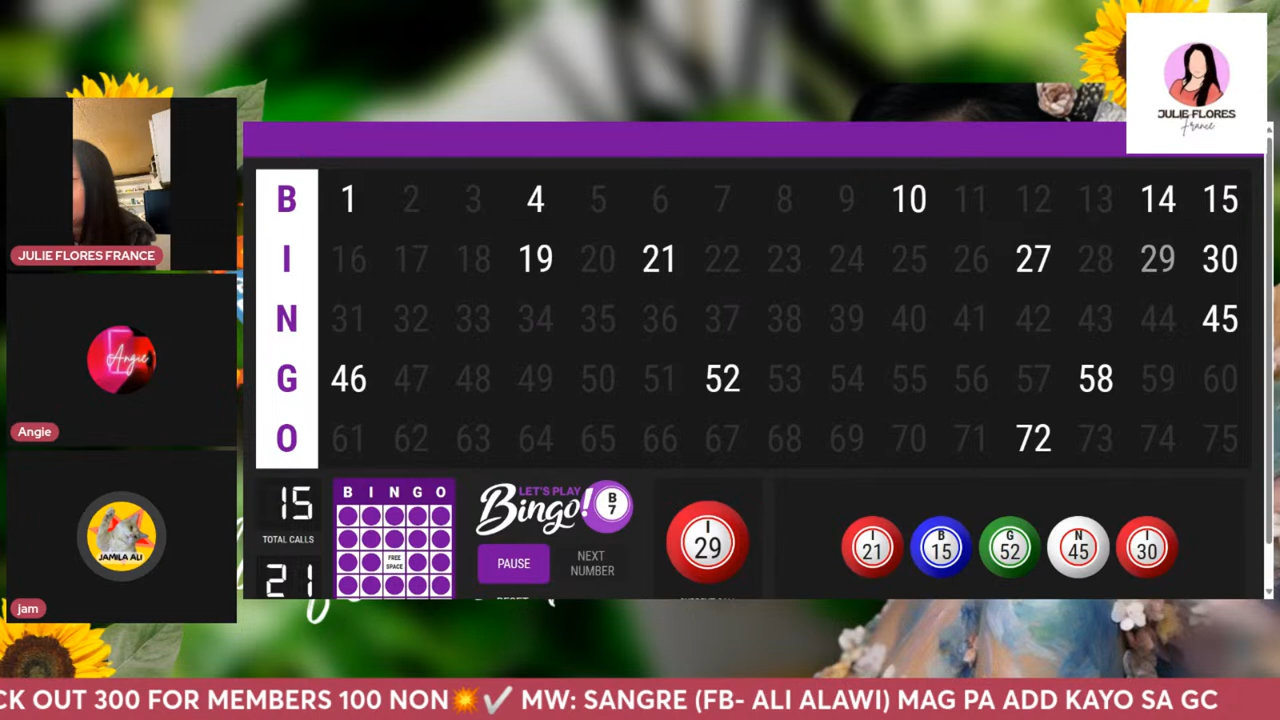 JULIE FLORES
France
JULIE FLORES FRANCE
Angie
Angie
JAMILA ALI
jam
B 1 2 3 4 5 6 7 8 9 10 11 12 13 14 15
I 16 17 18 19 20 21 22 23 24 25 26 27 28 29 30
N 31 32 33 34 35 36 37 38 39 40 41 42 43 44 45
G 46 47 48 49 50 51 52 53 54 55 56 57 58 59 60
O 61 62 63 64 65 66 67 68 69 70 71 72 73 74 75
15
TOTAL CALLS
21
B I N G O
FREE
SPACE
LET'S PLAY
Bingo!
B
7
PAUSE
NEXT
NUMBER
I
29
I
21
B
15
G
52
N
45
I
30
CK OUT 300 FOR MEMBERS 100 NON💥✔️ MW: SANGRE (FB- ALI ALAWI) MAG PA ADD KAYO SA GC